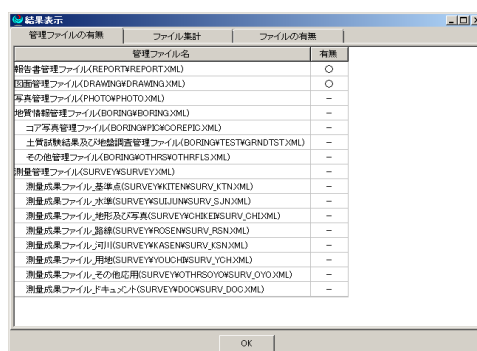 結果表示
管理ファイルの有無 ファイル集計 ファイルの有無
管理ファイル名 有無
報告書管理ファイル(REPORT¥REPORT.XML) ○
図面管理ファイル(DRAWING¥DRAWING.XML) ○
写真管理ファイル(PHOTO¥PHOTO.XML) －
地質情報管理ファイル(BORING¥BORING.XML) －
コア写真管理ファイル(BORING¥PIC¥COREPIC.XML) －
土質試験結果及び地盤調査管理ファイル(BORING¥TEST¥GRNDTST.XML) －
その他管理ファイル(BORING¥OTHRS¥OTHRFLS.XML) －
測量管理ファイル(SURVEY¥SURVEY.XML) －
測量成果ファイル_基準点(SURVEY¥KITEN¥SURV_KTN.XML) －
測量成果ファイル_水準(SURVEY¥SUIJUN¥SURV_SJN.XML) －
測量成果ファイル_地形及び写真(SURVEY¥CHIKEI¥SURV_CHI.XML) －
測量成果ファイル_路線(SURVEY¥ROSEN¥SURV_RSN.XML) －
測量成果ファイル_河川(SURVEY¥KASEN¥SURV_KSN.XML) －
測量成果ファイル_用地(SURVEY¥YOUCHI¥SURV_YCH.XML) －
測量成果ファイル_その他応用(SURVEY¥OTHRSOYO¥SURV_OYO.XML) －
測量成果ファイル_ドキュメント(SURVEY¥DOC¥SURV_DOC.XML) －
OK